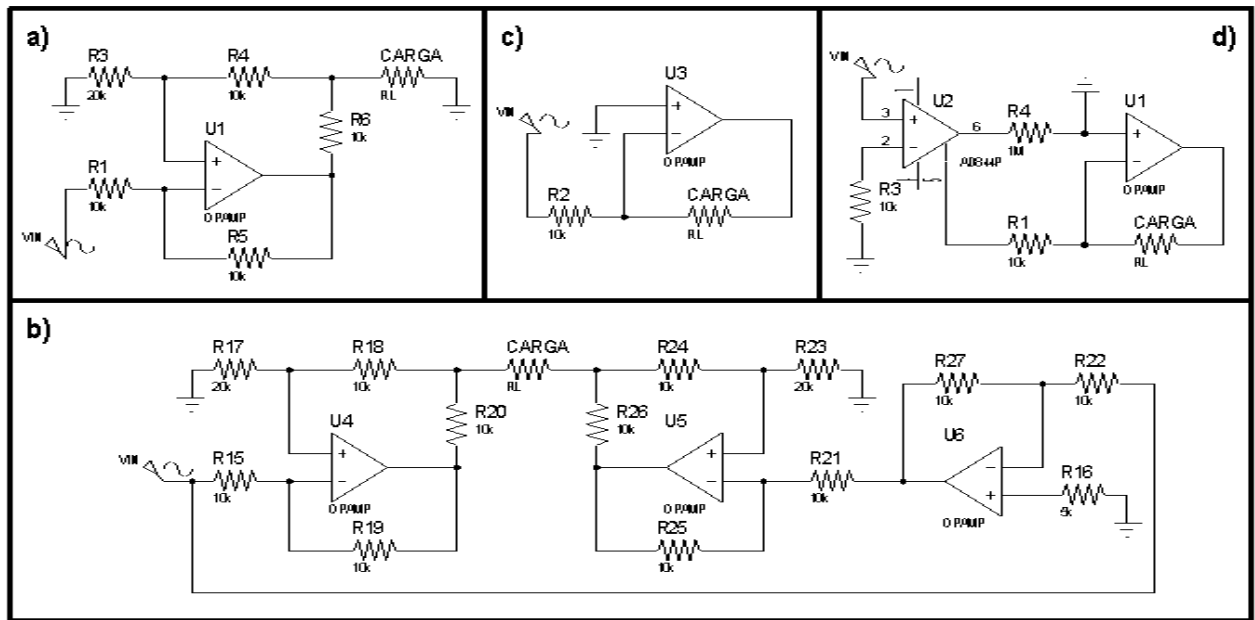 a)
R3
20k
R4
10k
CARGA
RL
R6
10k
U1
+
-
OPAMP
R1
10k
VIN
R5
10k
c)
U3
+
-
OPAMP
VIN
R2
10k
CARGA
RL
d)
VIN
U2
3
+
2
-
6
AD844P
R4
1M
U1
+
-
OPAMP
R3
10k
R1
10k
CARGA
RL
b)
R17
20k
R18
10k
CARGA
RL
R24
10k
R23
20k
R27
10k
R22
10k
U4
+
-
OPAMP
R20
10k
R26
10k
U5
+
-
OPAMP
U6
-
+
OPAMP
VIN
R15
10k
R19
10k
R21
10k
R25
10k
R16
5k